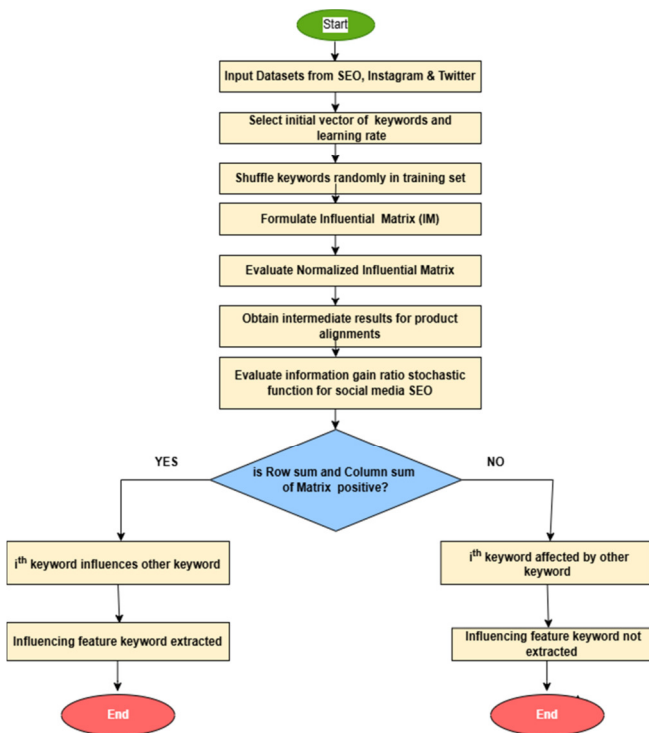 Start
Input Datasets from SEO, Instagram & Twitter
Select initial vector of keywords and
learning rate
Shuffle keywords randomly in training set
Formulate Influential Matrix (IM)
Evaluate Normalized Influential Matrix
Obtain intermediate results for product
alignments
Evaluate information gain ratio stochastic
function for social media SEO
is Row sum and Column sum
of Matrix positive?
YES
i^th keyword influences other keyword
Influencing feature keyword extracted
End
NO
i^th keyword affected by other
keyword
Influencing feature keyword not
extracted
End